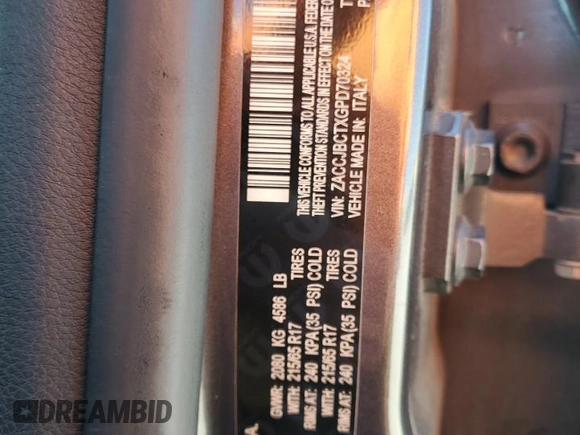 GVWR: 2080 KG 4586 LB
WITH: 215/65 R17 TIRES
RIMS AT: 240 KPA(35 PSI) COLD
WITH: 215/65 R17 TIRES
RIMS AT: 240 KPA(35 PSI) COLD
THIS VEHICLE CONFORMS TO ALL APPLICABLE U.S.A. FEDER
THEFT PREVENTION STANDARDS IN EFFECT ON THE DAT
VIN: ZACCJBCTXGPD70324
VEHICLE MADE IN: ITALY
DREAMBID